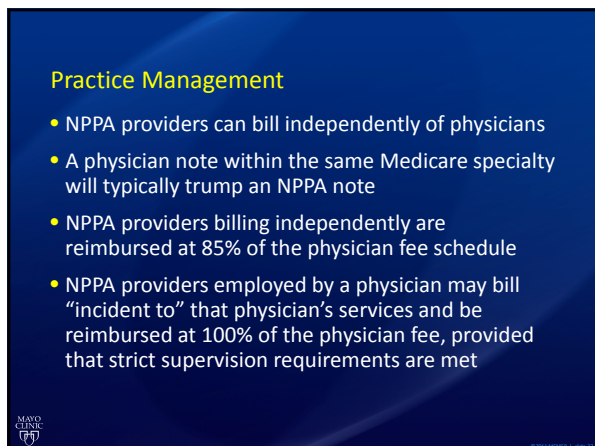 Practice Management
• NPPA providers can bill independently of physicians
• A physician note within the same Medicare specialty
will typically trump an NPPA note
• NPPA providers billing independently are
reimbursed at 85% of the physician fee schedule
• NPPA providers employed by a physician may bill
“incident to” that physician’s services and be
reimbursed at 100% of the physician fee, provided
that strict supervision requirements are met
MAYO
CLINIC